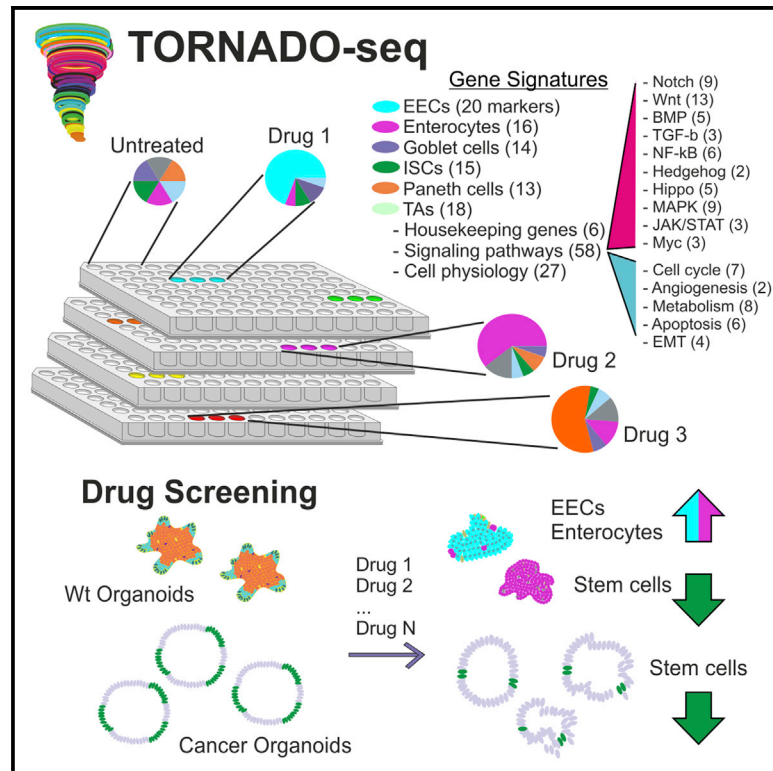 TORNADO-seq
Gene Signatures
EECs (20 markers)
Enterocytes (16)
Goblet cells (14)
ISCs (15)
Paneth cells (13)
TAs (18)
- Housekeeping genes (6)
- Signaling pathways (58)
- Cell physiology (27)
- Notch (9)
- Wnt (13)
- BMP (5)
- TGF-b (3)
- NF-kB (6)
- Hedgehog (2)
- Hippo (5)
- MAPK (9)
- JAK/STAT (3)
- Myc (3)
- Cell cycle (7)
- Angiogenesis (2)
- Metabolism (8)
- Apoptosis (6)
- EMT (4)
Untreated
Drug 1
Drug 2
Drug 3
Drug Screening
Wt Organoids
Cancer Organoids
Drug 1
Drug 2
...
Drug N
EECs
Enterocytes
Stem cells
Stem cells